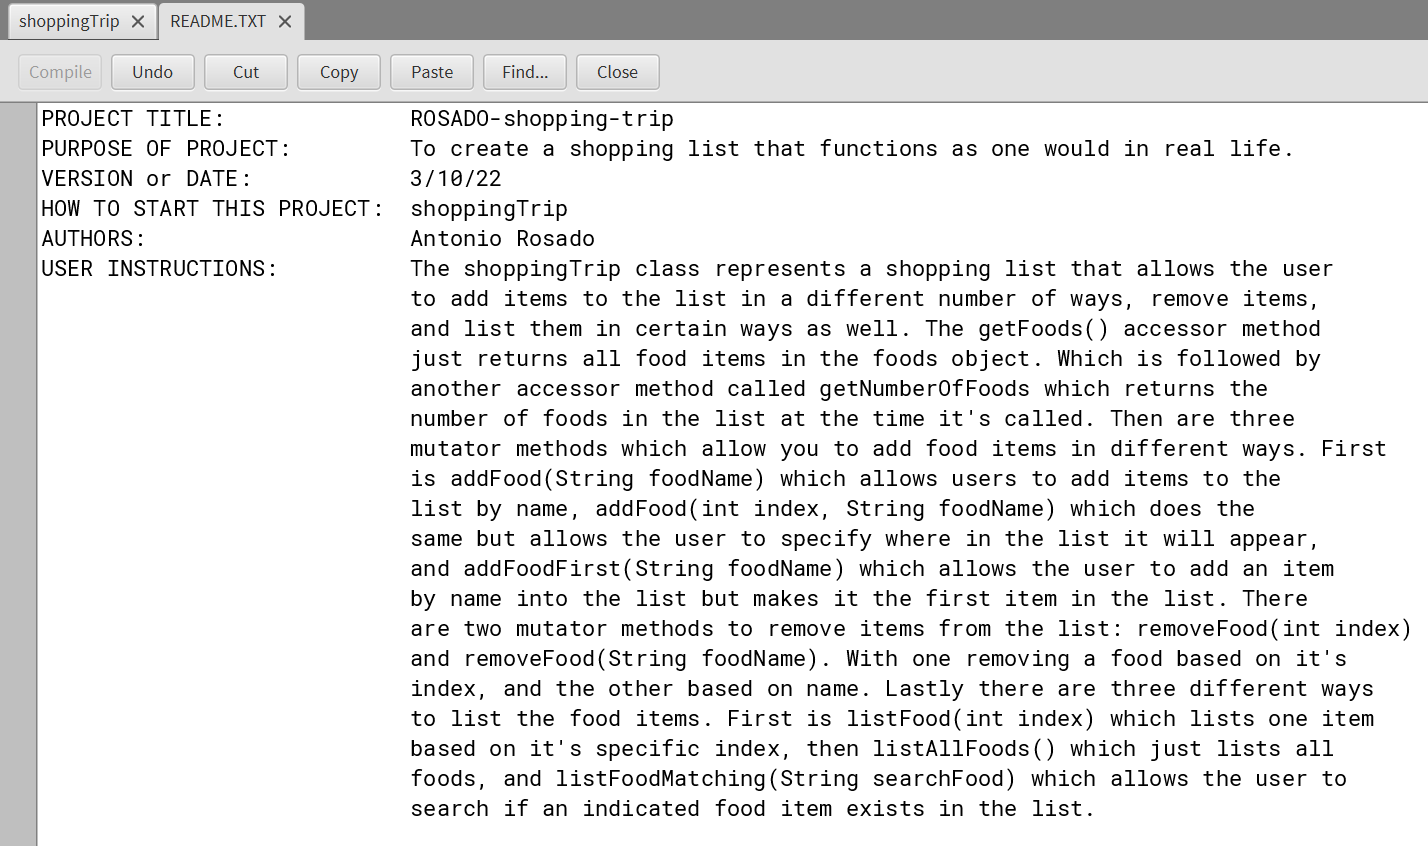 shoppingTrip ✕ README.TXT ✕
Compile Undo Cut Copy Paste Find... Close
PROJECT TITLE: ROSADO-shopping-trip
PURPOSE OF PROJECT: To create a shopping list that functions as one would in real life.
VERSION or DATE: 3/10/22
HOW TO START THIS PROJECT: shoppingTrip
AUTHORS: Antonio Rosado
USER INSTRUCTIONS: The shoppingTrip class represents a shopping list that allows the user
to add items to the list in a different number of ways, remove items,
and list them in certain ways as well. The getFoods() accessor method
just returns all food items in the foods object. Which is followed by
another accessor method called getNumberOfFoods which returns the
number of foods in the list at the time it's called. Then are three
mutator methods which allow you to add food items in different ways. First
is addFood(String foodName) which allows users to add items to the
list by name, addFood(int index, String foodName) which does the
same but allows the user to specify where in the list it will appear,
and addFoodFirst(String foodName) which allows the user to add an item
by name into the list but makes it the first item in the list. There
are two mutator methods to remove items from the list: removeFood(int index)
and removeFood(String foodName). With one removing a food based on it's
index, and the other based on name. Lastly there are three different ways
to list the food items. First is listFood(int index) which lists one item
based on it's specific index, then listAllFoods() which just lists all
foods, and listFoodMatching(String searchFood) which allows the user to
search if an indicated food item exists in the list.